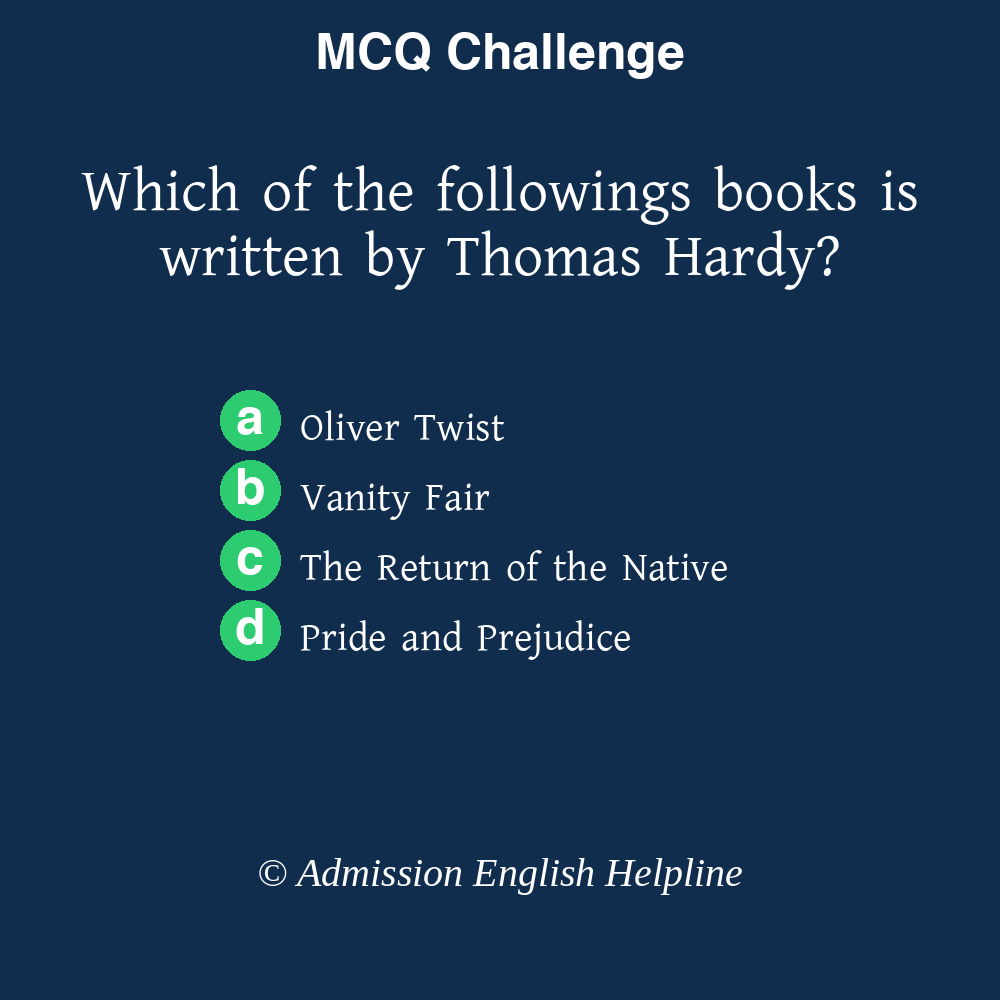 MCQ Challenge
Which of the followings books is
written by Thomas Hardy?
a Oliver Twist
b Vanity Fair
c The Return of the Native
d Pride and Prejudice
© Admission English Helpline